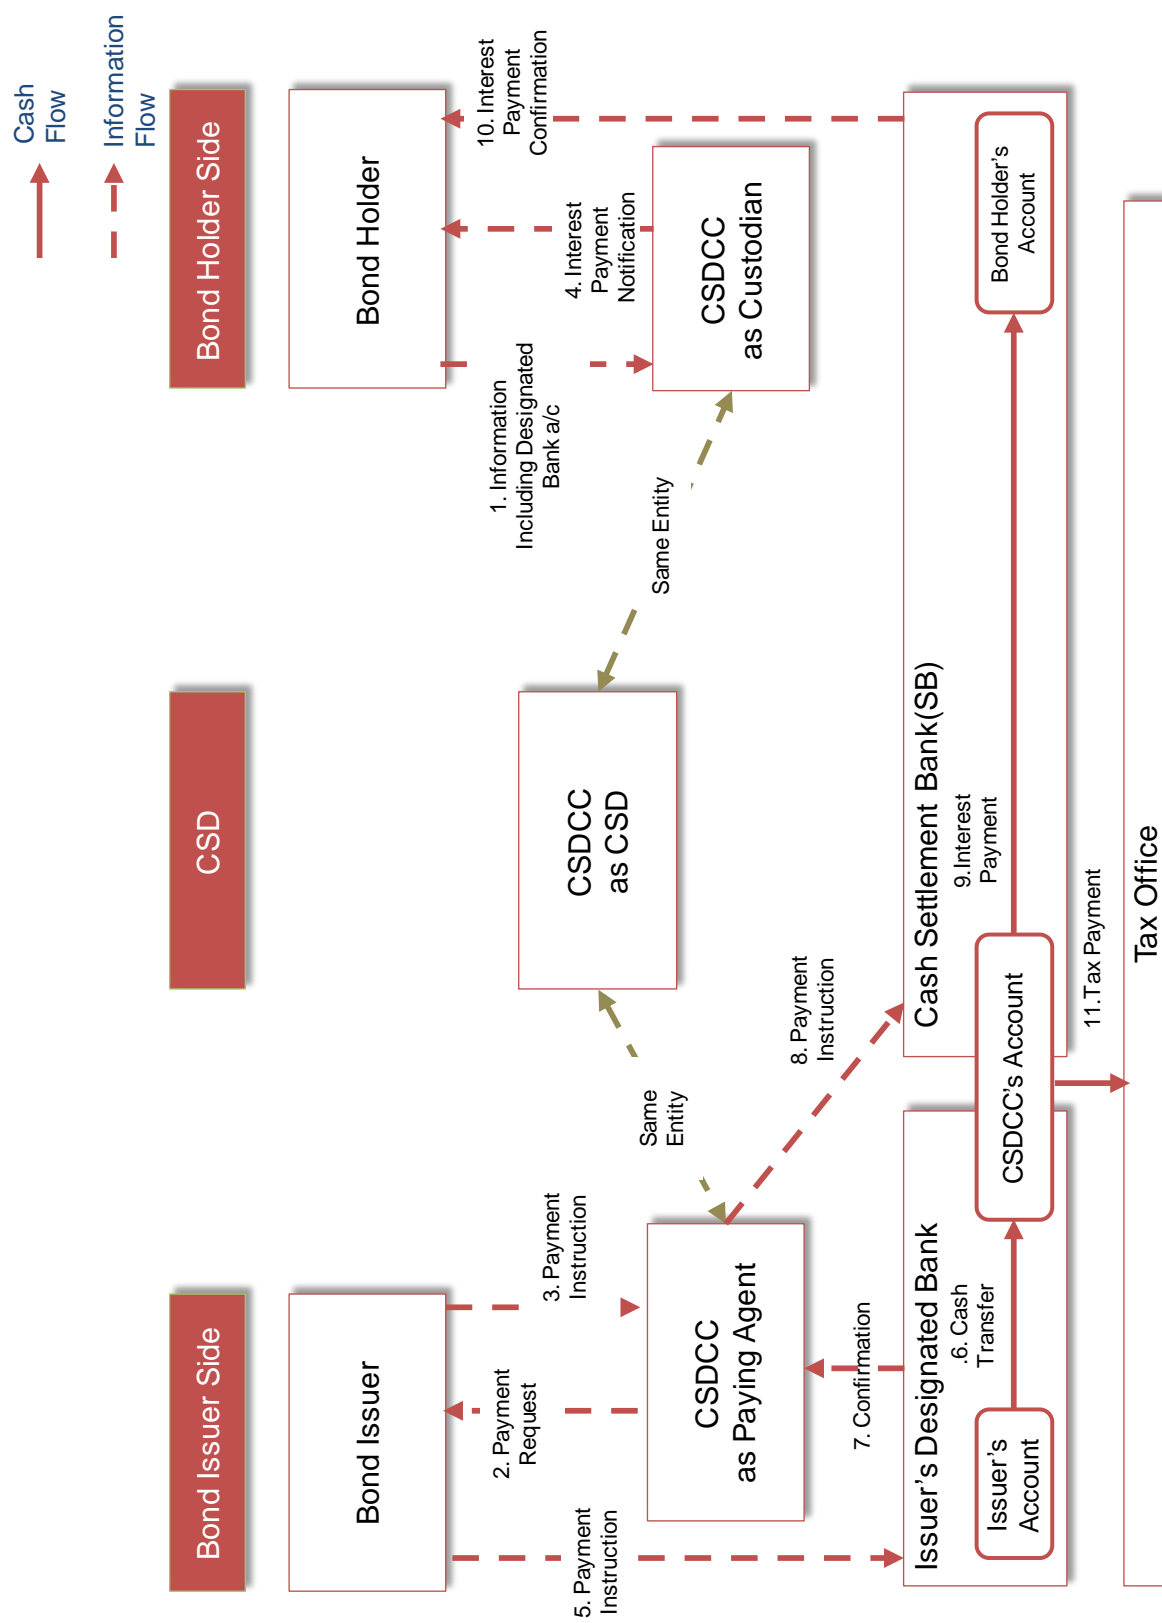 Cash
Flow
Information
Flow
Bond Issuer Side
CSD
Bond Holder Side
Bond Issuer
Bond Holder
2. Payment
Request
3. Payment
Instruction
1. Information
Including Designated
Bank a/c
4. Interest
Payment
Notification
10. Interest
Payment
Confirmation
5. Payment
Instruction
CSDCC
as Paying Agent
Same
Entity
CSDCC
as CSD
Same Entity
CSDCC
as Custodian
7. Confirmation
8. Payment
Instruction
Issuer's Designated Bank
Cash Settlement Bank(SB)
.6. Cash
Transfer
9.Interest
Payment
Issuer's
Account
CSDCC's Account
Bond Holder's
Account
11.Tax Payment
Tax Office